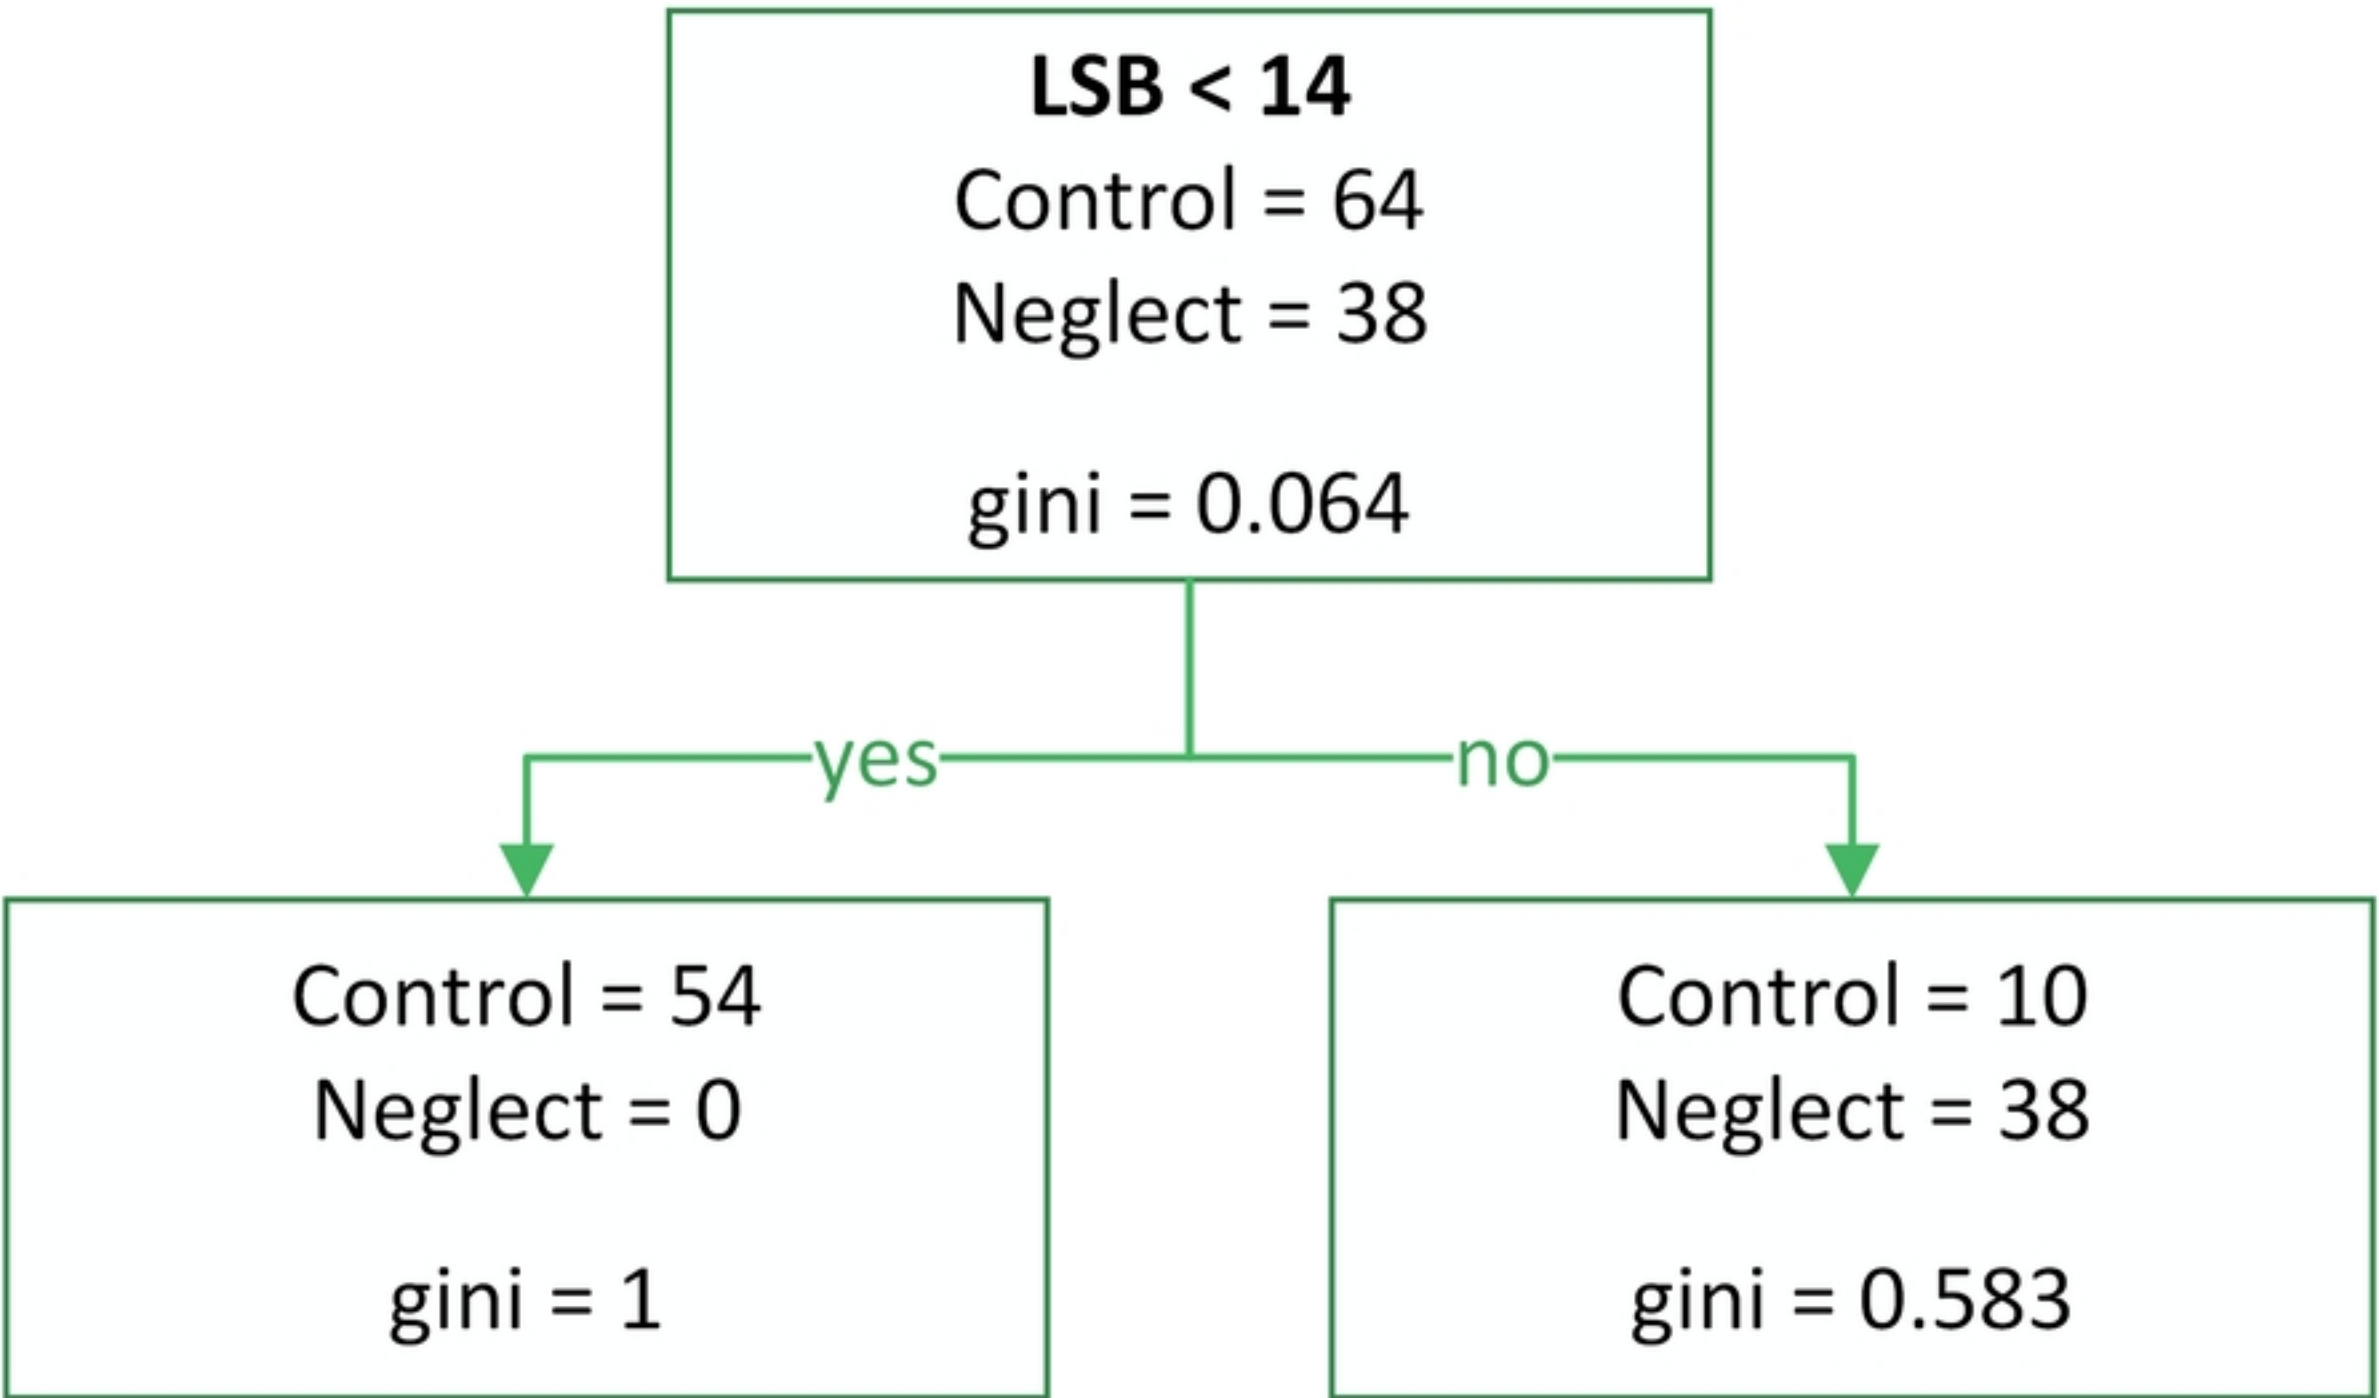 LSB < 14
Control = 64
Neglect = 38
gini = 0.064
yes
no
Control = 54
Neglect = 0
gini = 1
Control = 10
Neglect = 38
gini = 0.583